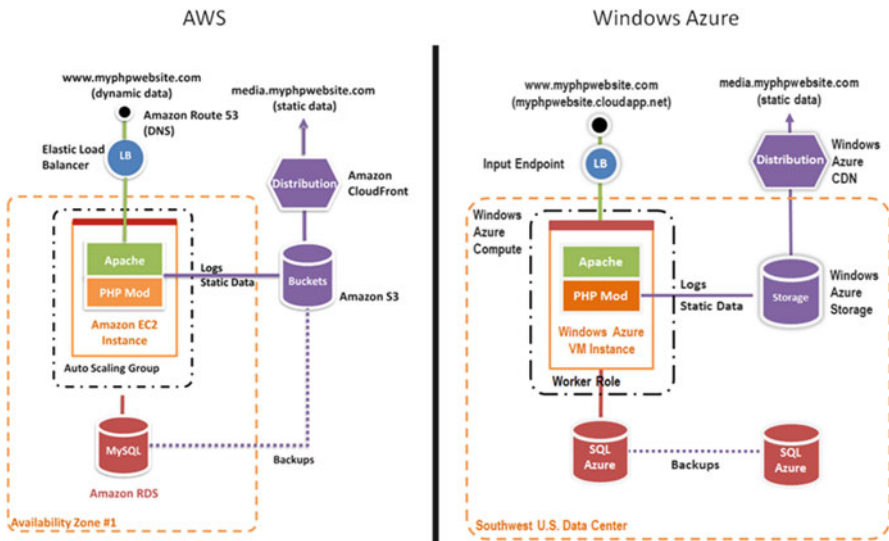 AWS
www.myphpwebsite.com
(dynamic data)
media.myphpwebsite.com
(static data)
Amazon Route 53
(DNS)
Elastic Load
Balancer
LB
Distribution
Amazon
CloudFront
Apache
PHP Mod
Logs
Static Data
Buckets
Amazon S3
Amazon EC2
Instance
Auto Scaling Group
MySQL
Backups
Amazon RDS
Availability Zone #1
Windows Azure
www.myphpwebsite.com
(myphpwebsite.cloudapp.net)
media.myphpwebsite.com
(static data)
Input Endpoint
LB
Distribution
Windows
Azure
CDN
Windows
Azure
Compute
Apache
PHP Mod
Logs
Static Data
Storage
Windows
Azure
Storage
Windows Azure
VM Instance
Worker Role
SQL
Azure
Backups
SQL
Azure
Southwest U.S. Data Center